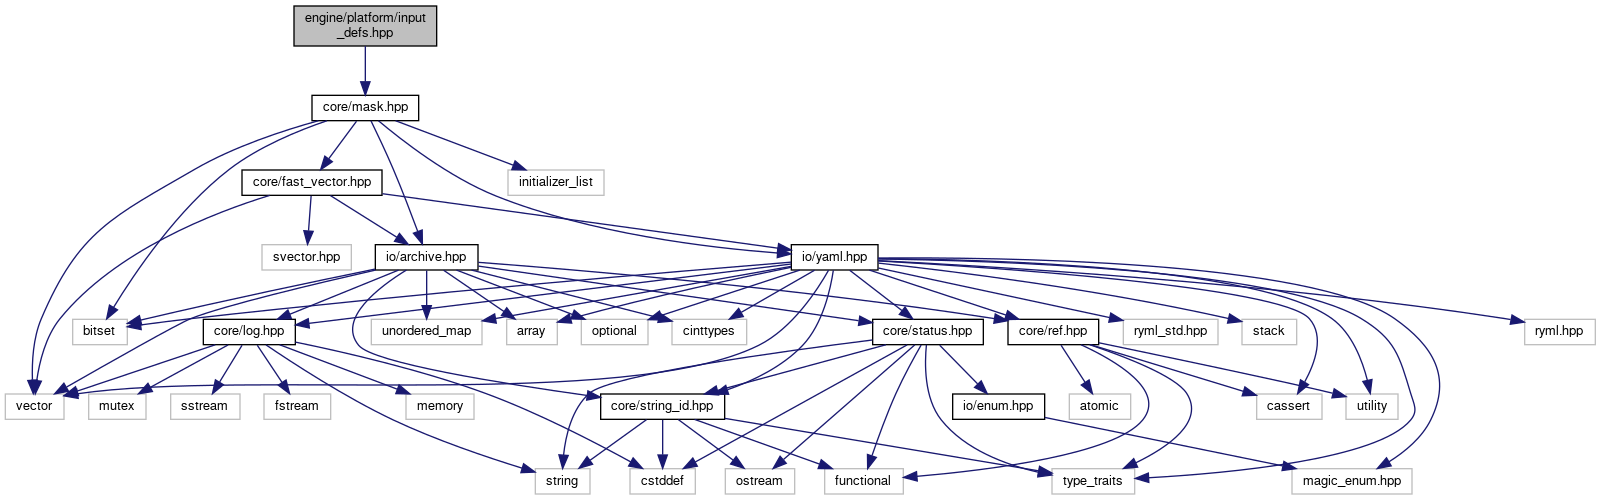 engine/platform/input
_defs.hpp
core/mask.hpp
core/fast_vector.hpp
initializer_list
svector.hpp
io/archive.hpp
io/yaml.hpp
bitset
core/log.hpp
unordered_map
array
optional
cinttypes
core/status.hpp
core/ref.hpp
ryml_std.hpp
stack
ryml.hpp
vector
mutex
sstream
fstream
memory
core/string_id.hpp
io/enum.hpp
atomic
cassert
utility
string
cstddef
ostream
functional
type_traits
magic_enum.hpp